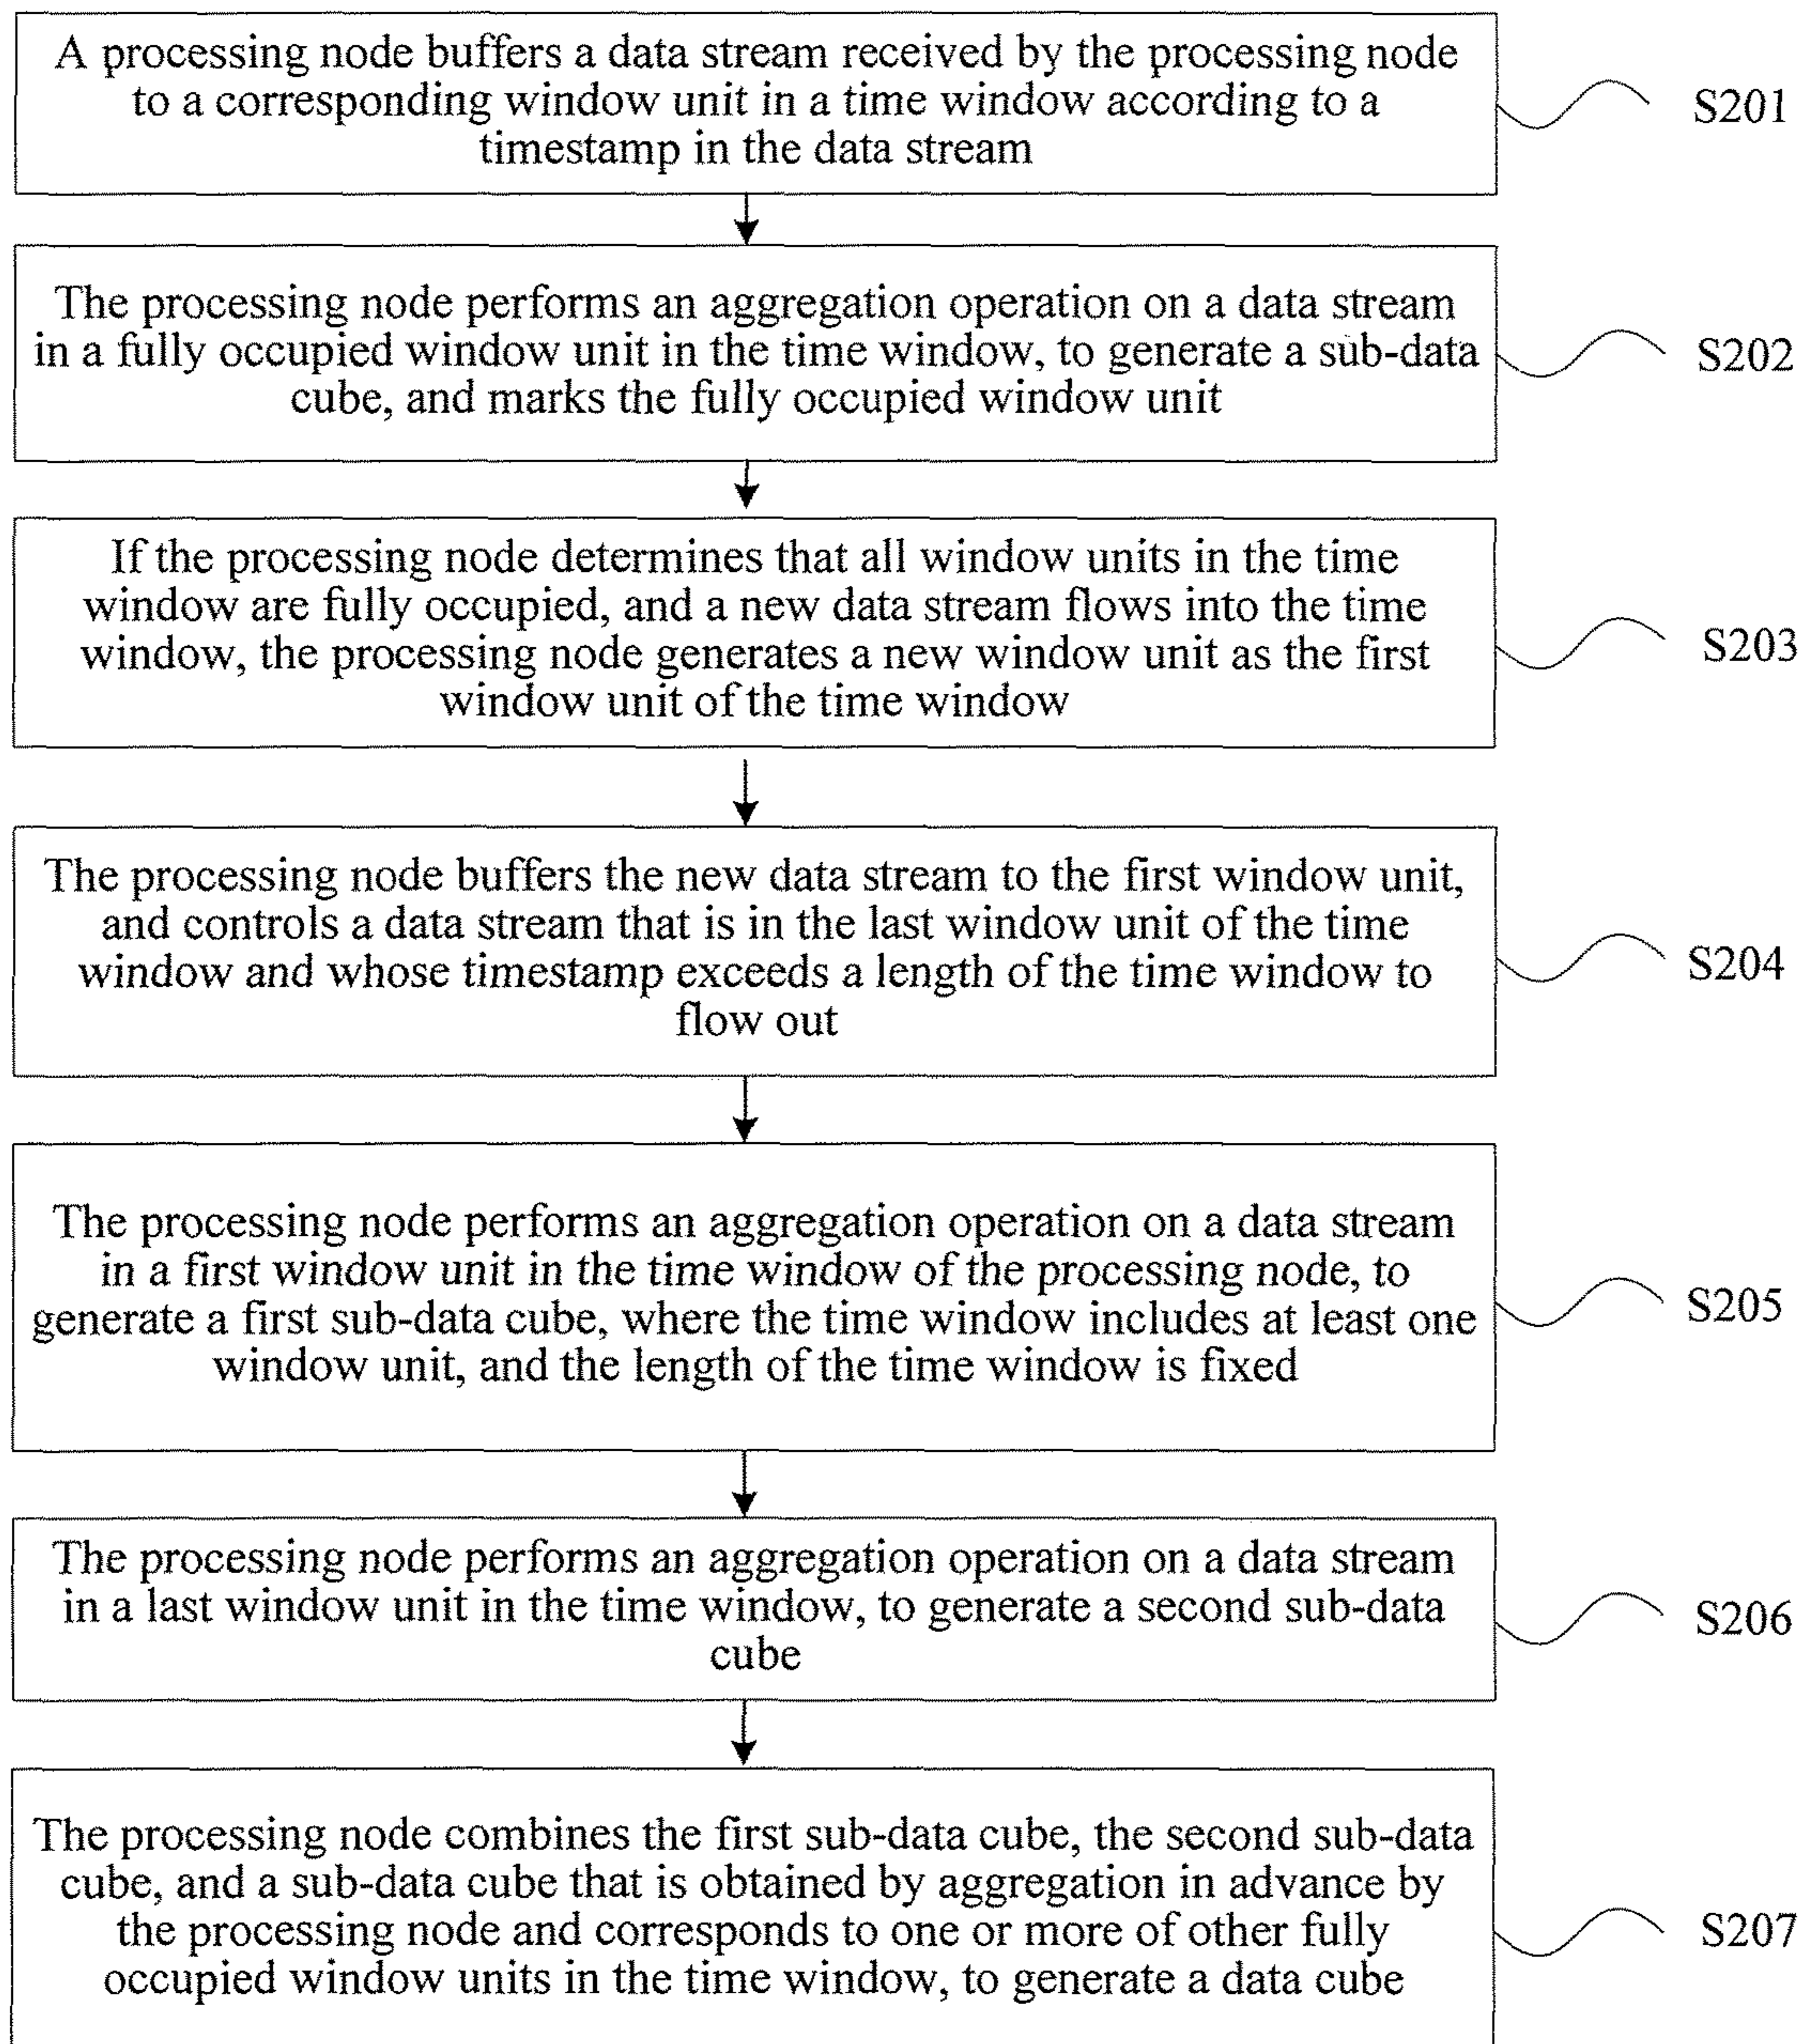 A processing node buffers a data stream received by the processing node
to a corresponding window unit in a time window according to a
timestamp in the data stream
S201
The processing node performs an aggregation operation on a data stream
in a fully occupied window unit in the time window, to generate a sub-data
cube, and marks the fully occupied window unit
S202
If the processing node determines that all window units in the time
window are fully occupied, and a new data stream flows into the time
window, the processing node generates a new window unit as the first
window unit of the time window
S203
The processing node buffers the new data stream to the first window unit,
and controls a data stream that is in the last window unit of the time
window and whose timestamp exceeds a length of the time window to
flow out
S204
The processing node performs an aggregation operation on a data stream
in a first window unit in the time window of the processing node, to
generate a first sub-data cube, where the time window includes at least one
window unit, and the length of the time window is fixed
S205
The processing node performs an aggregation operation on a data stream
in a last window unit in the time window, to generate a second sub-data
cube
S206
The processing node combines the first sub-data cube, the second sub-data
cube, and a sub-data cube that is obtained by aggregation in advance by
the processing node and corresponds to one or more of other fully
occupied window units in the time window, to generate a data cube
S207